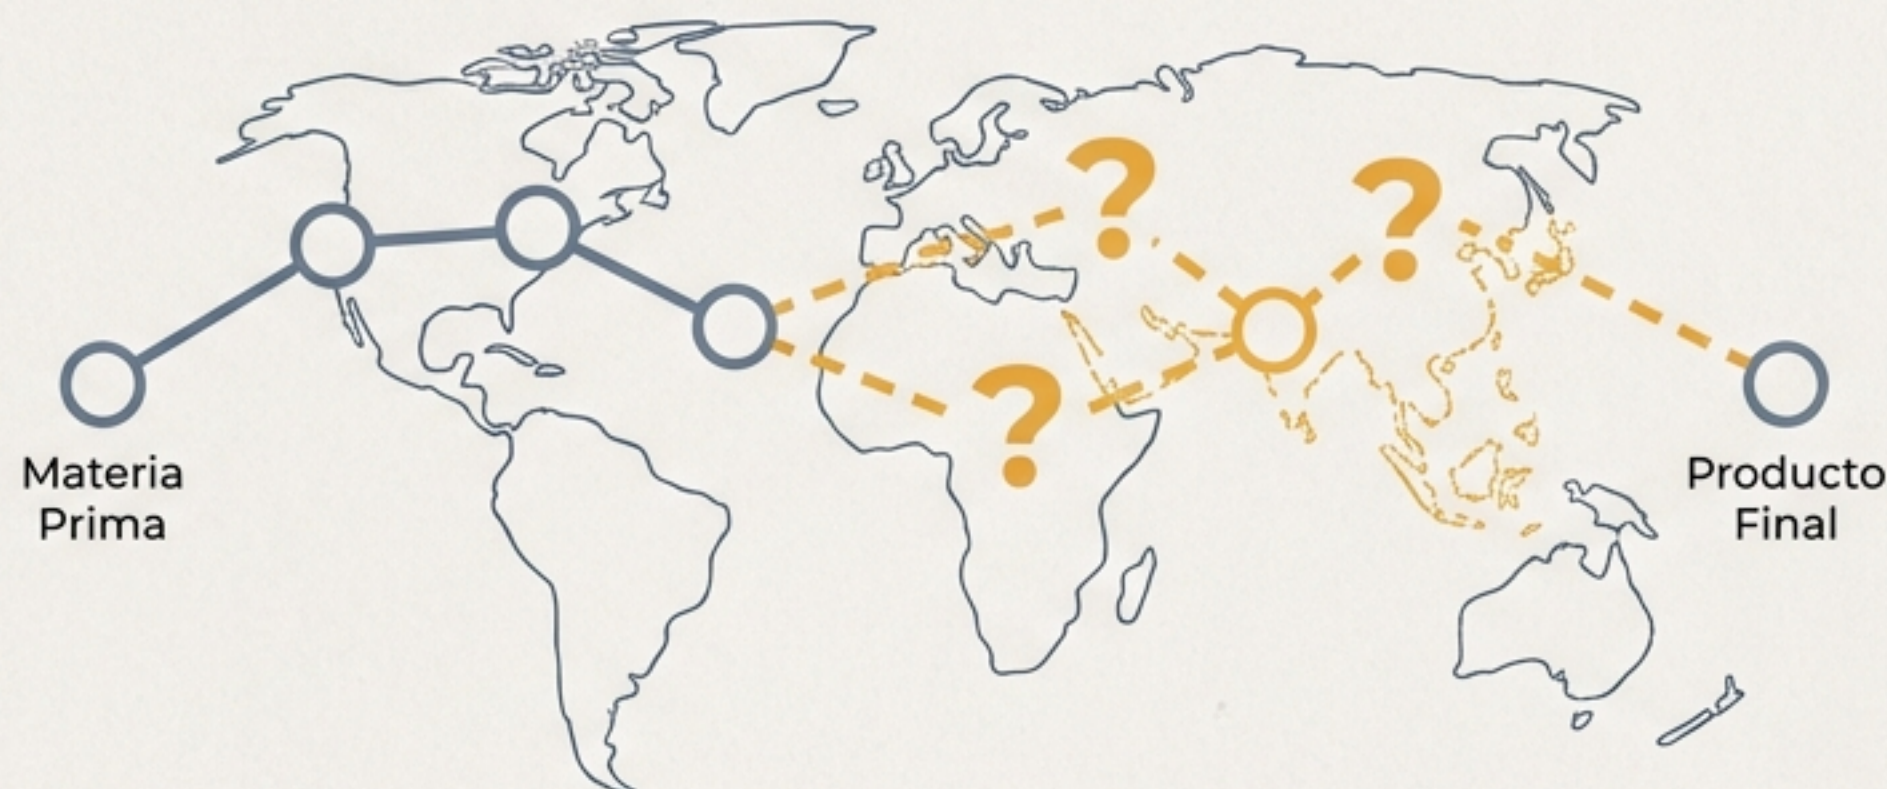 ?
?
?
Materia
Prima
Producto
Final